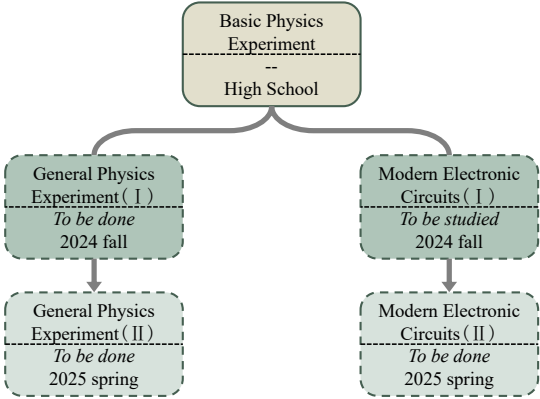 Basic Physics
Experiment
--
High School
General Physics
Experiment(Ⅰ)
To be done
2024 fall
Modern Electronic
Circuits(Ⅰ)
To be studied
2024 fall
General Physics
Experiment(Ⅱ)
To be done
2025 spring
Modern Electronic
Circuits(Ⅱ)
To be done
2025 spring